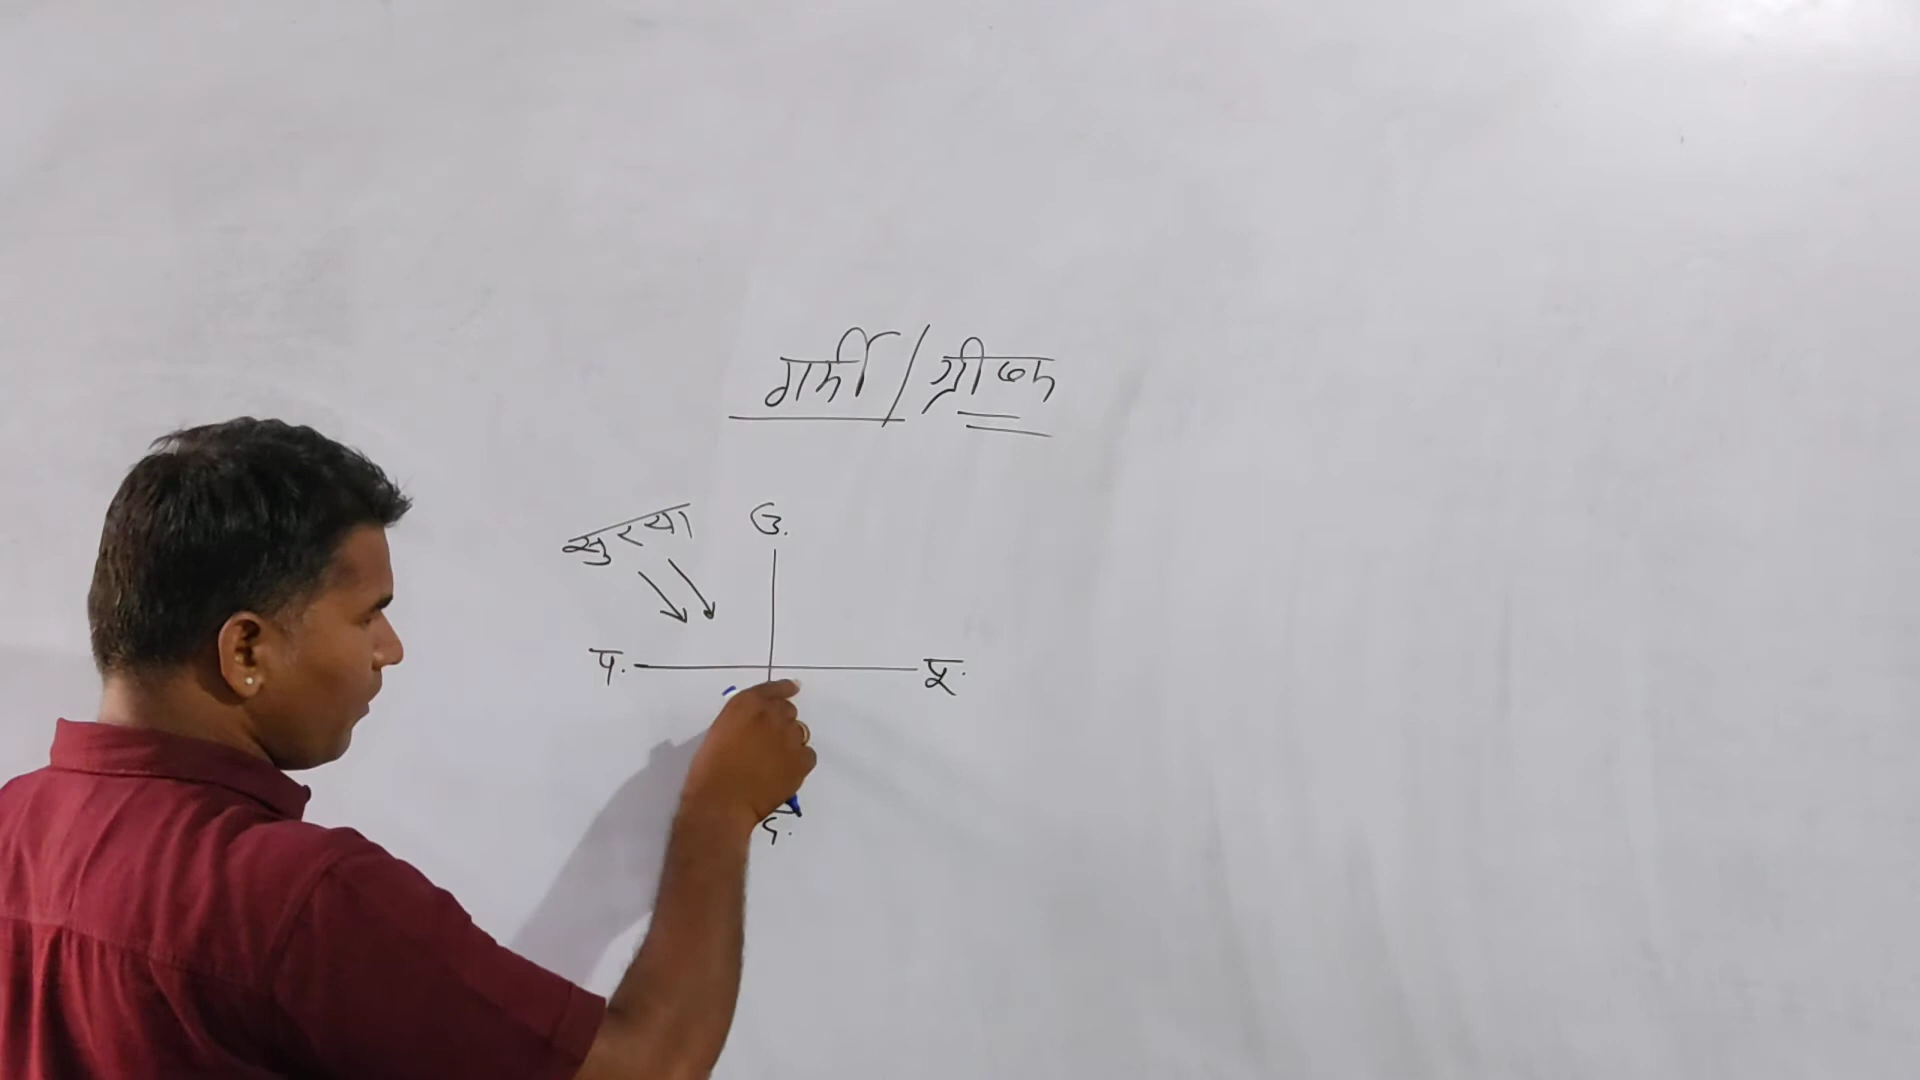 गर्मी / ग्रीष्म
सुरया
उ.
प.
पू.
द.